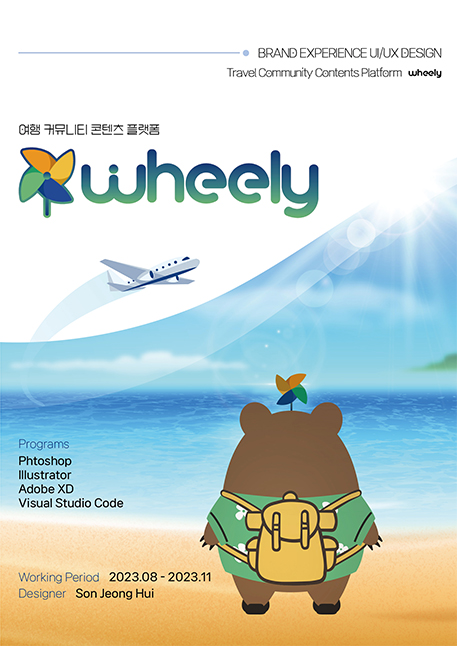 BRAND EXPERIENCE UI/UX DESIGN
Travel Community Contents Platform wheely
여행 커뮤니티 콘텐츠 플랫폼
wheely
Programs
Phtoshop
Illustrator
Adobe XD
Visual Studio Code
Working Period 2023.08 - 2023.11
Designer Son Jeong Hui